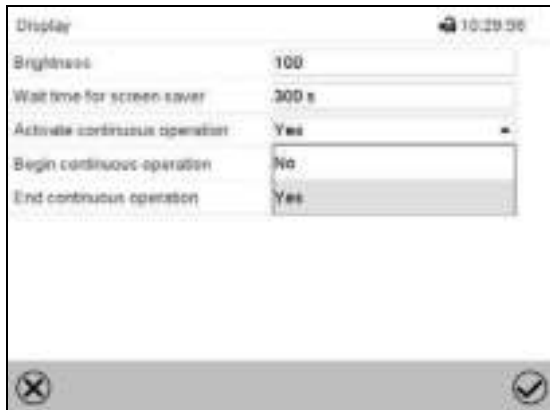 Display 10:29:56
Brightness 100
Wait time for screen saver 300 s
Activate continuous operation Yes
Begin continuous operation No
End continuous operation Yes